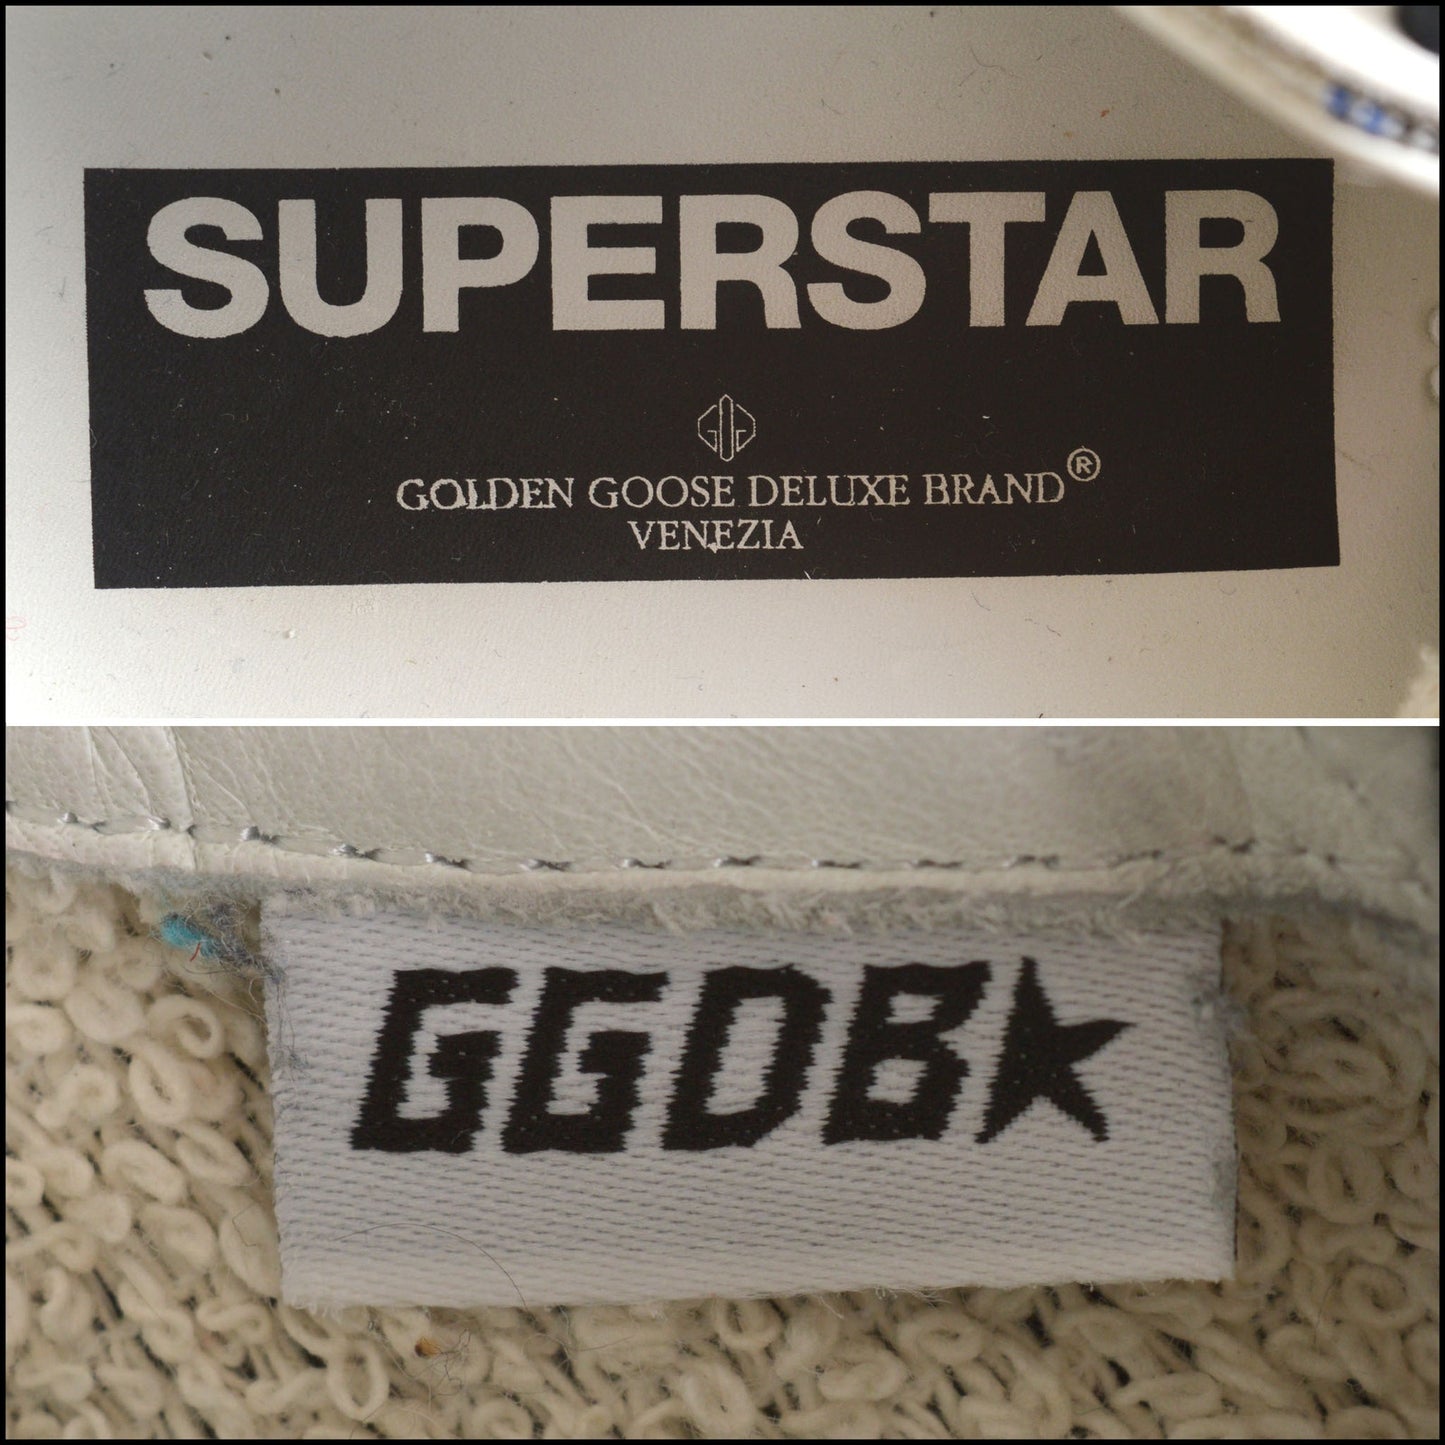 SUPERSTAR
GOLDEN GOOSE DELUXE BRAND®
VENEZIA
GGDB